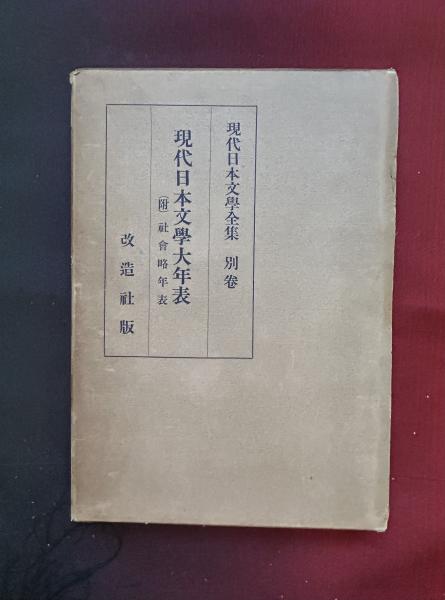 現代日本文學全集 別卷
現代日本文學大年表
(附)社會略年表
改造社版